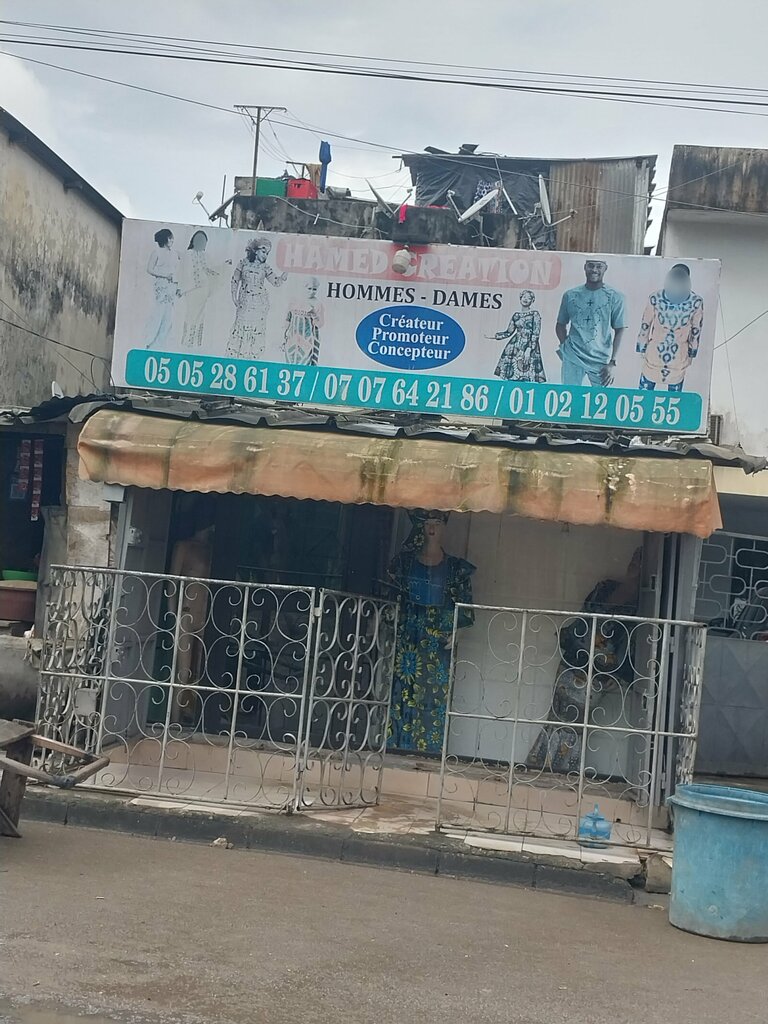 HAMED CREATION
HOMMES - DAMES
Créateur
Promoteur
Concepteur
05 05 28 61 37 / 07 07 64 21 86 / 01 02 12 05 55